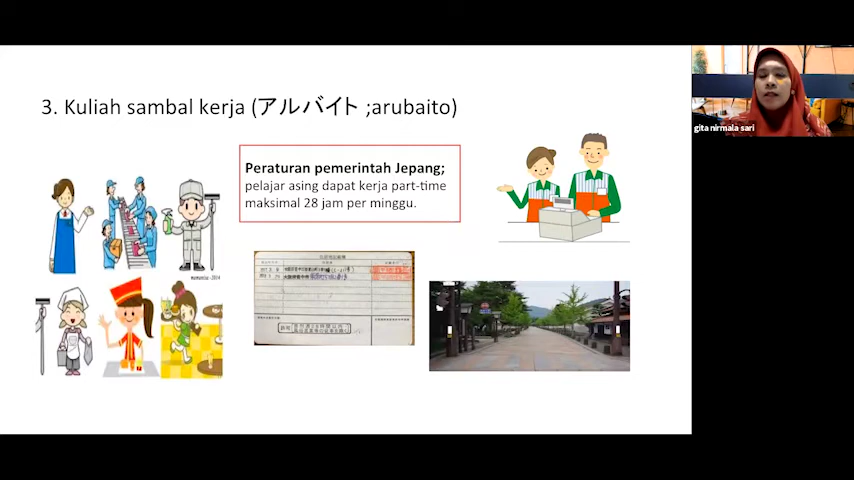 3. Kuliah sambal kerja (アルバイト ;arubaito)
gita nirmala sari
Peraturan pemerintah Jepang;
pelajar asing dapat kerja part-time
maksimal 28 jam per minggu.